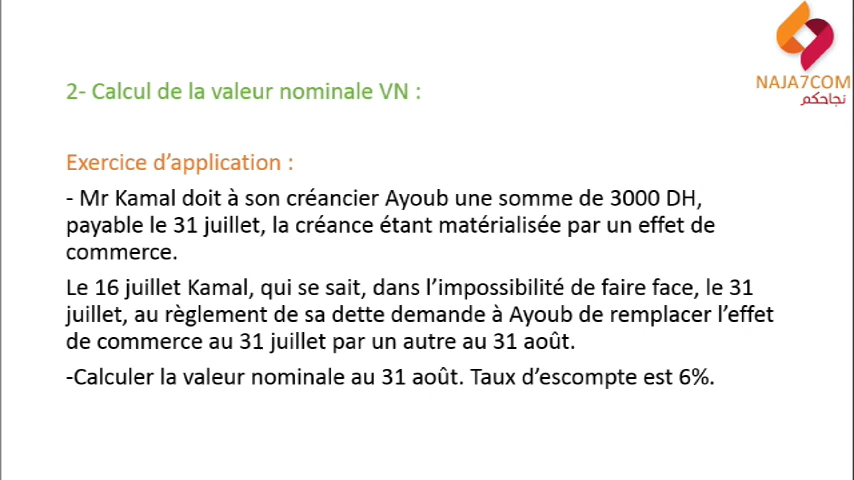 NAJA7COM
نجاحكم
2- Calcul de la valeur nominale VN :
Exercice d’application :
- Mr Kamal doit à son créancier Ayoub une somme de 3000 DH,
payable le 31 juillet, la créance étant matérialisée par un effet de
commerce.
Le 16 juillet Kamal, qui se sait, dans l’impossibilité de faire face, le 31
juillet, au règlement de sa dette demande à Ayoub de remplacer l’effet
de commerce au 31 juillet par un autre au 31 août.
-Calculer la valeur nominale au 31 août. Taux d’escompte est 6%.